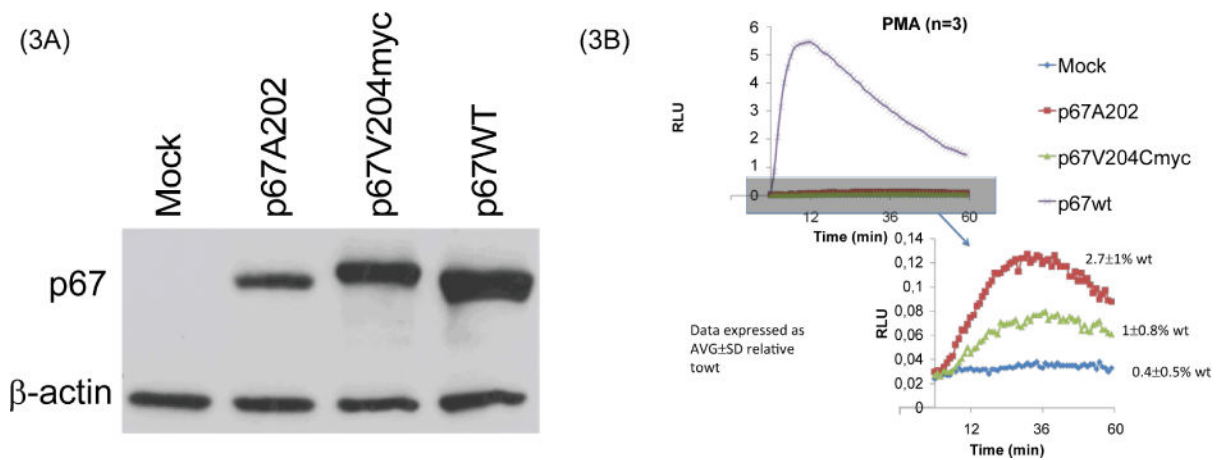 (3A)
Mock
p67A202
p67V204myc
p67WT
p67
β-actin
(3B)
PMA (n=3)
6
5
4
3
2
1
0
RLU
12
36
60
Time (min)
Mock
p67A202
p67V204Cmyc
p67wt
0,14
0,12
0,1
0,08
0,06
0,04
0,02
0
RLU
12
36
60
Time (min)
2.7±1% wt
1±0.8% wt
0.4±0.5% wt
Data expressed as
AVG±SD relative
towt